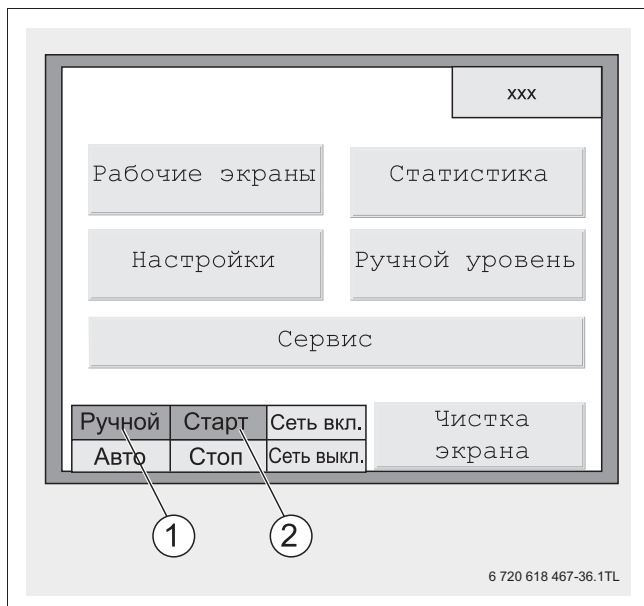 xxx
Рабочие экраны
Статистика
Настройки
Ручной уровень
Сервис
Ручной
Старт
Сеть вкл.
Авто
Стоп
Сеть выкл.
Чистка
экрана
1
2
6 720 618 467-36.1TL